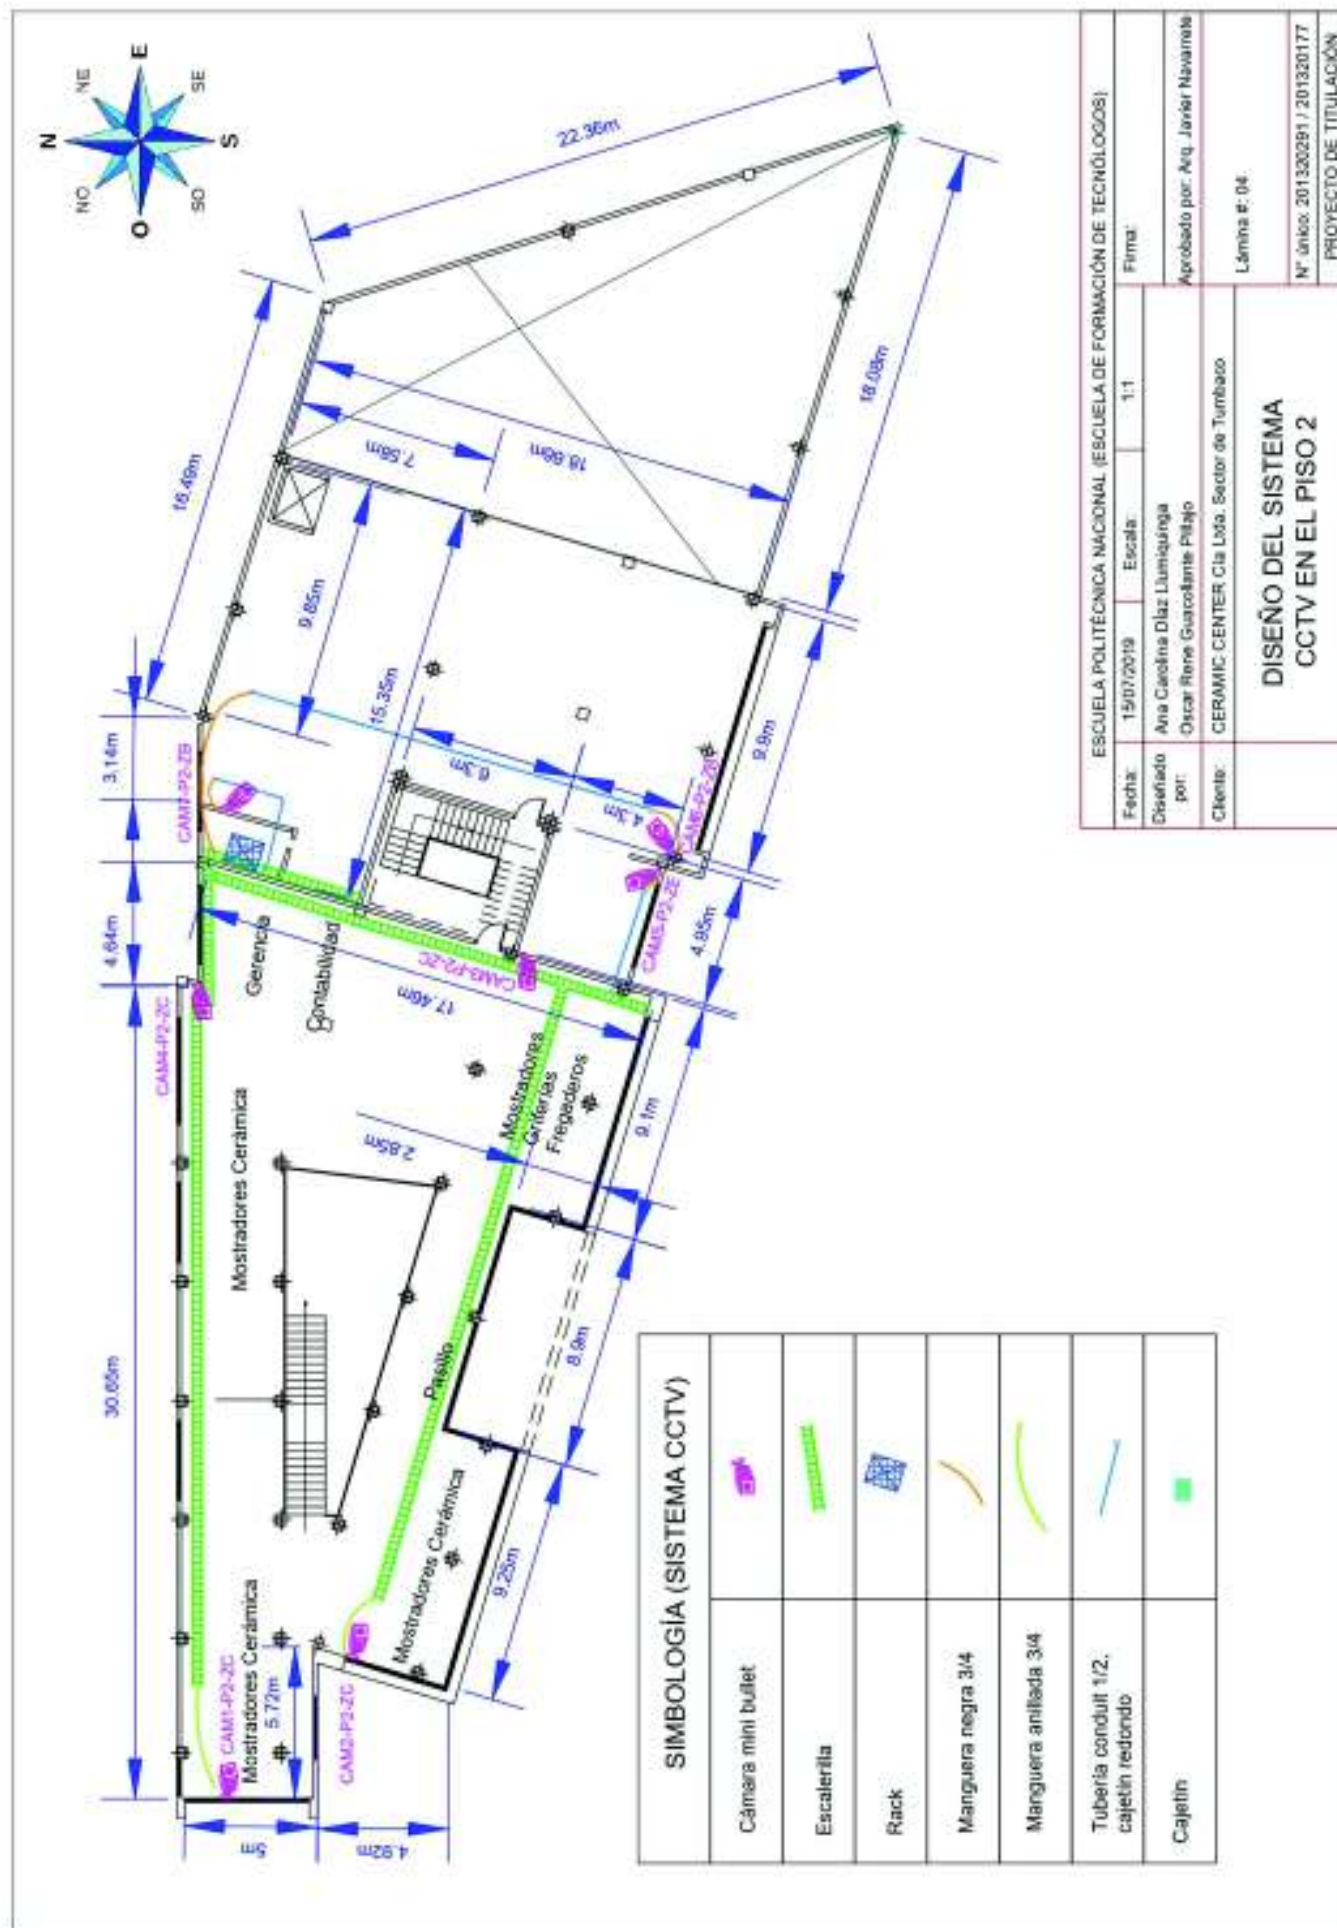 N
NE
E
SE
S
SO
O
NO
22.36m
16.49m
18.08m
18.66m
7.58m
9.85m
15.35m
3.14m
CAM7-P2-ZB
6.3m
4.3m
9.9m
CAM6-P2-ZB
CAM5-P2-ZE
4.95m
4.64m
Gerencia
Contabilidad
CAM3-P2-ZC
17.46m
CAM4-P2-ZC
30.65m
Mostradores Cerámica
Mostradores
Griferías
Fregaderos
2.85m
9.1m
Pasillo
8.9m
Mostradores Cerámica
9.25m
CAM1-P2-ZC
Mostradores Cerámica
5.72m
CAM2-P2-ZC
5m
4.92m
SIMBOLOGÍA (SISTEMA CCTV)
Cámara mini bullet
Escalerilla
Rack
Manguera negra 3/4
Manguera anillada 3/4
Tubería conduit 1/2,
cajetín redondo
Cajetín
ESCUELA POLITÉCNICA NACIONAL (ESCUELA DE FORMACIÓN DE TECNÓLOGOS)
Fecha: 15/07/2019 Escala: 1:1 Firma:
Diseñado por: Ana Carolina Díaz Llumiquinga
Oscar Rene Guacollante Pillajo
Aprobado por: Arq. Javier Navarrete
Cliente: CERAMIC CENTER Cia Ltda. Sector de Tumbaco
DISEÑO DEL SISTEMA
CCTV EN EL PISO 2
Lámina #: 04
N° único: 201320291 / 201320177
PROYECTO DE TITULACIÓN